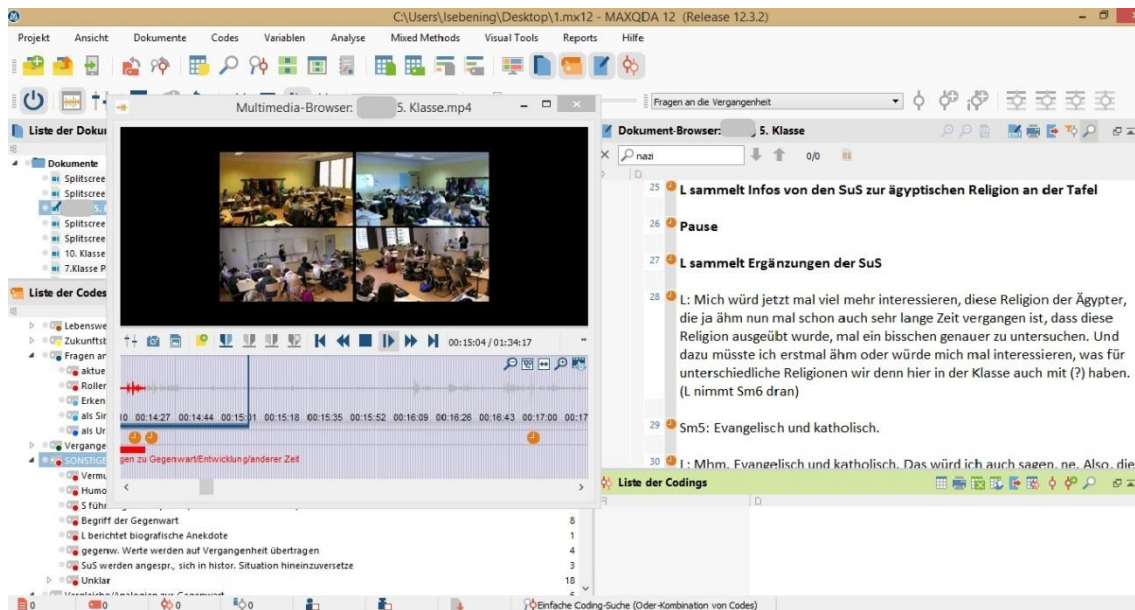 C:\Users\lsebening\Desktop\1.mx12 - MAXQDA 12 (Release 12.3.2)
Projekt Ansicht Dokumente Codes Variablen Analyse Mixed Methods Visual Tools Reports Hilfe
Fragen an die Vergangenheit
Multimedia-Browser: 5. Klasse.mp4
Liste der Doku
Dokumente
Splitscree
Splitscree
5.
Splitscree
Splitscree
10. Klasse
7.Klasse P
Liste der Codes
Lebenswe
Zukunftsb
Fragen an
aktue
Roller
Erken
als Sin
als Ur
Vergange
SONSTIGE
Vermu
Humo
S führ
Begriff der Gegenwart 8
L berichtet biografische Anekdote 1
gegenw. Werte werden auf Vergangenheit übertragen 4
SuS werden angespr., sich in histor. Situation hineinzuversetze 3
Unklar 18
00:15:04 / 01:34:17
00:14:27 00:14:44 00:15:01 00:15:18 00:15:35 00:15:52 00:16:09 00:16:26 00:16:43 00:17:00 00:17
gen zu Gegenwart/Entwicklung/anderer Zeit
Dokument-Browser: , 5. Klasse
nazi 0/0
25 L sammelt Infos von den SuS zur ägyptischen Religion an der Tafel
26 Pause
27 L sammelt Ergänzungen der SuS
28 L: Mich würd jetzt mal viel mehr interessieren, diese Religion der Ägypter,
die ja ähm nun mal schon auch sehr lange Zeit vergangen ist, dass diese
Religion ausgeübt wurde, mal ein bisschen genauer zu untersuchen. Und
dazu müsste ich erstmal ähm oder würde mich mal interessieren, was für
unterschiedliche Religionen wir denn hier in der Klasse auch mit (?) haben.
(L nimmt Sm6 dran)
29 Sm5: Evangelisch und katholisch.
30 L: Mhm. Evangelisch und katholisch. Das würd ich auch sagen, ne. Also, die
Liste der Codings
0 0 0 0
Einfache Coding-Suche (Oder-Kombination von Codes)